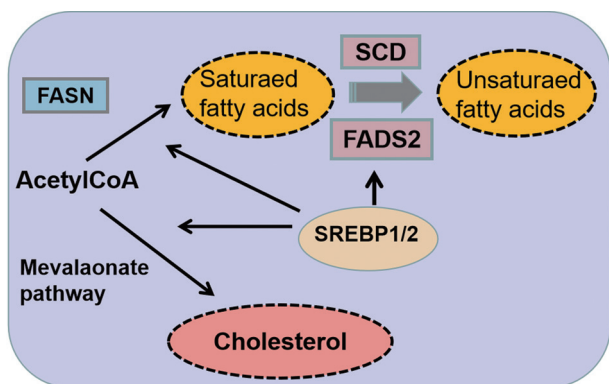 SCD
FASN
Saturaed
fatty acids
Unsaturaed
fatty acids
FADS2
AcetylCoA
SREBP1/2
Mevalaonate
pathway
Cholesterol